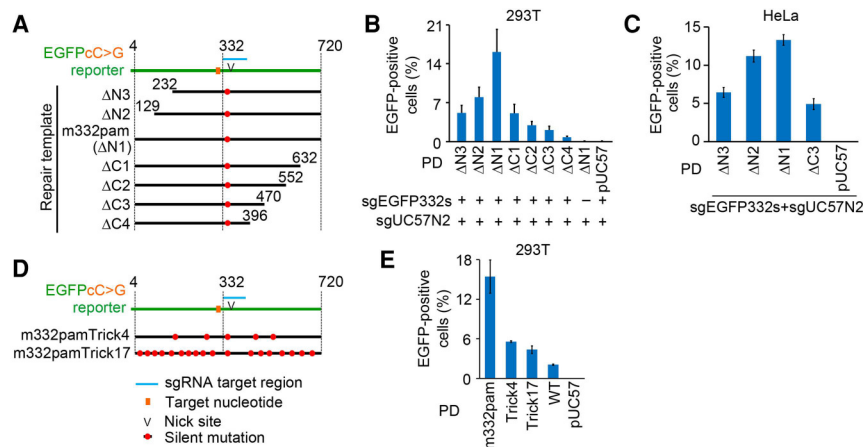 A
4 332 720
EGFPcC>G
reporter
V
Repair template
ΔN3
232
ΔN2
129
m332pam
(ΔN1)
ΔC1
632
ΔC2
552
ΔC3
470
ΔC4
396
B
293T
EGFP-positive
cells (%)
21
14
7
0
PD
ΔN3 ΔN2 ΔN1 ΔC1 ΔC2 ΔC3 ΔC4 ΔN1 pUC57
sgEGFP332s + + + + + + + − +
sgUC57N2 + + + + + + + + +
C
HeLa
EGFP-positive
cells (%)
15
10
5
0
PD
ΔN3 ΔN2 ΔN1 ΔC3 pUC57
sgEGFP332s+sgUC57N2
D
4 332 720
EGFPcC>G
reporter
V
m332pamTrick4
m332pamTrick17
sgRNA target region
Target nucleotide
V Nick site
Silent mutation
E
293T
EGFP-positive
cells (%)
18
12
6
0
PD
m332pam Trick4 Trick17 WT pUC57